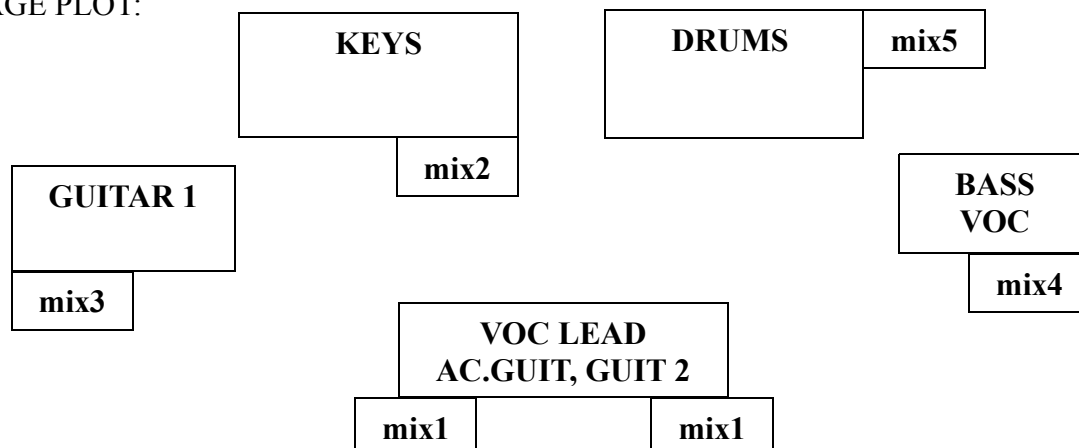 AGE PLOT:
KEYS
DRUMS
mix5
mix2
GUITAR 1
BASS
VOC
mix3
mix4
VOC LEAD
AC.GUIT, GUIT 2
mix1
mix1